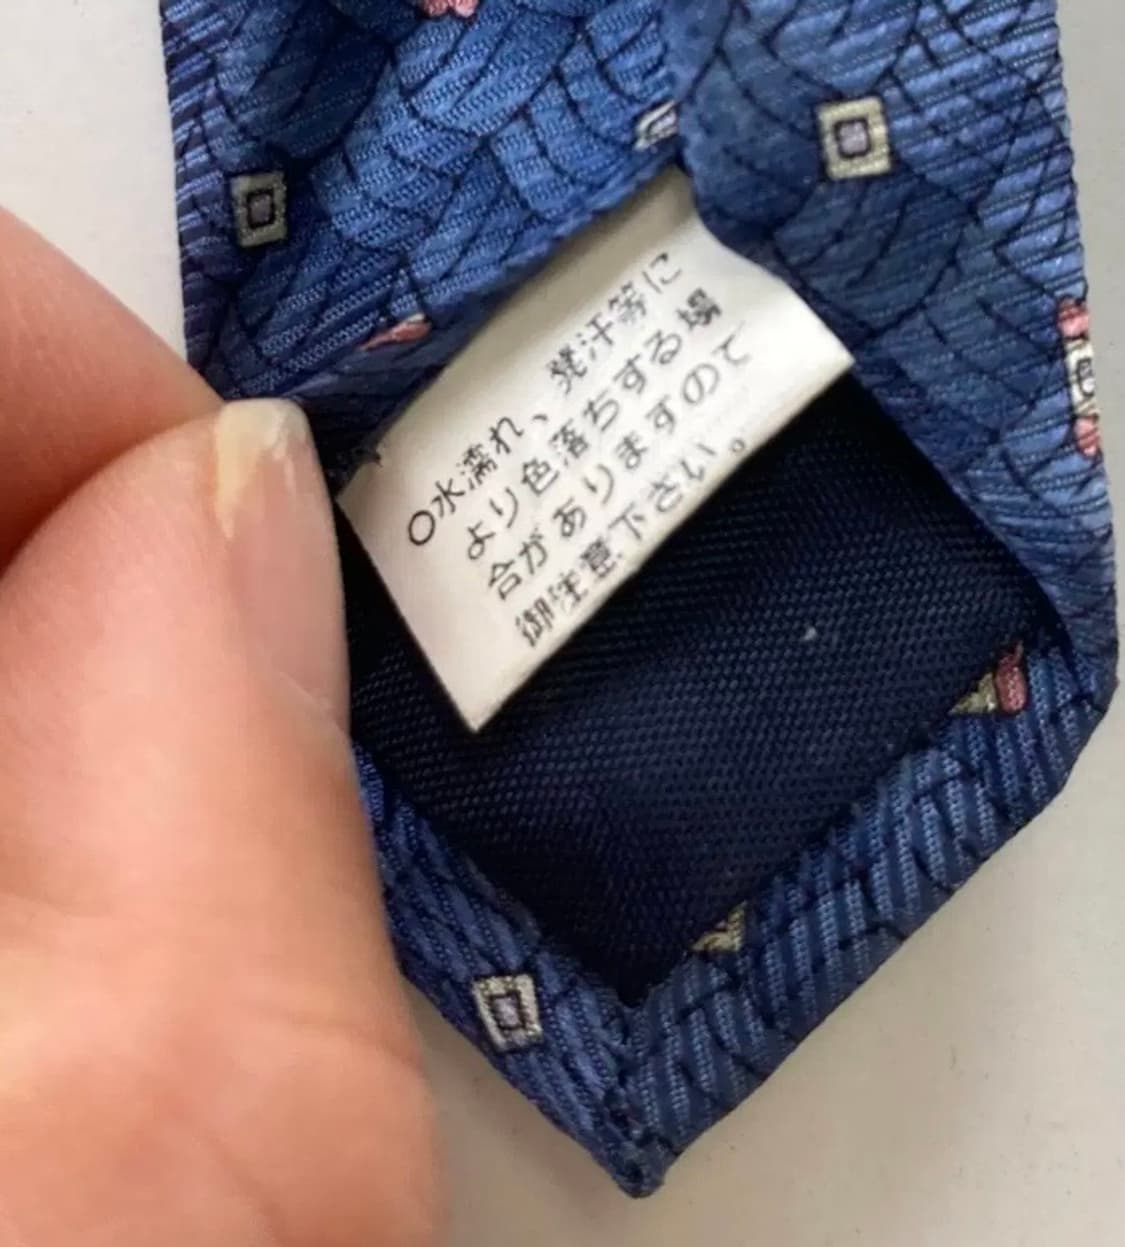 ○水濡れ、発汗等に
より色落ちする場
合がありますので
御注意下さい。